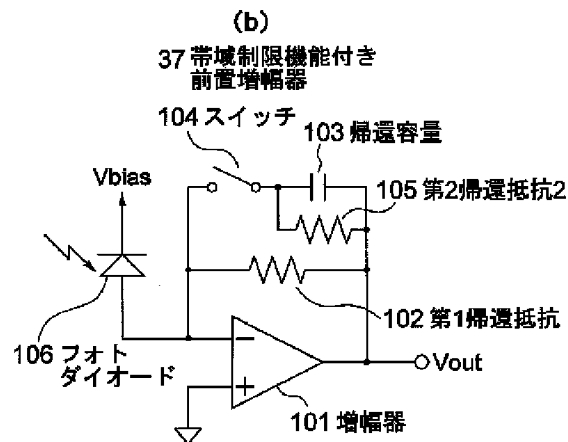 (b)
37 帯域制限機能付き
前置増幅器
104 スイッチ
103 帰還容量
Vbias
105 第2帰還抵抗2
102 第1帰還抵抗
106 フォト
ダイオード
−
+
Vout
101 増幅器